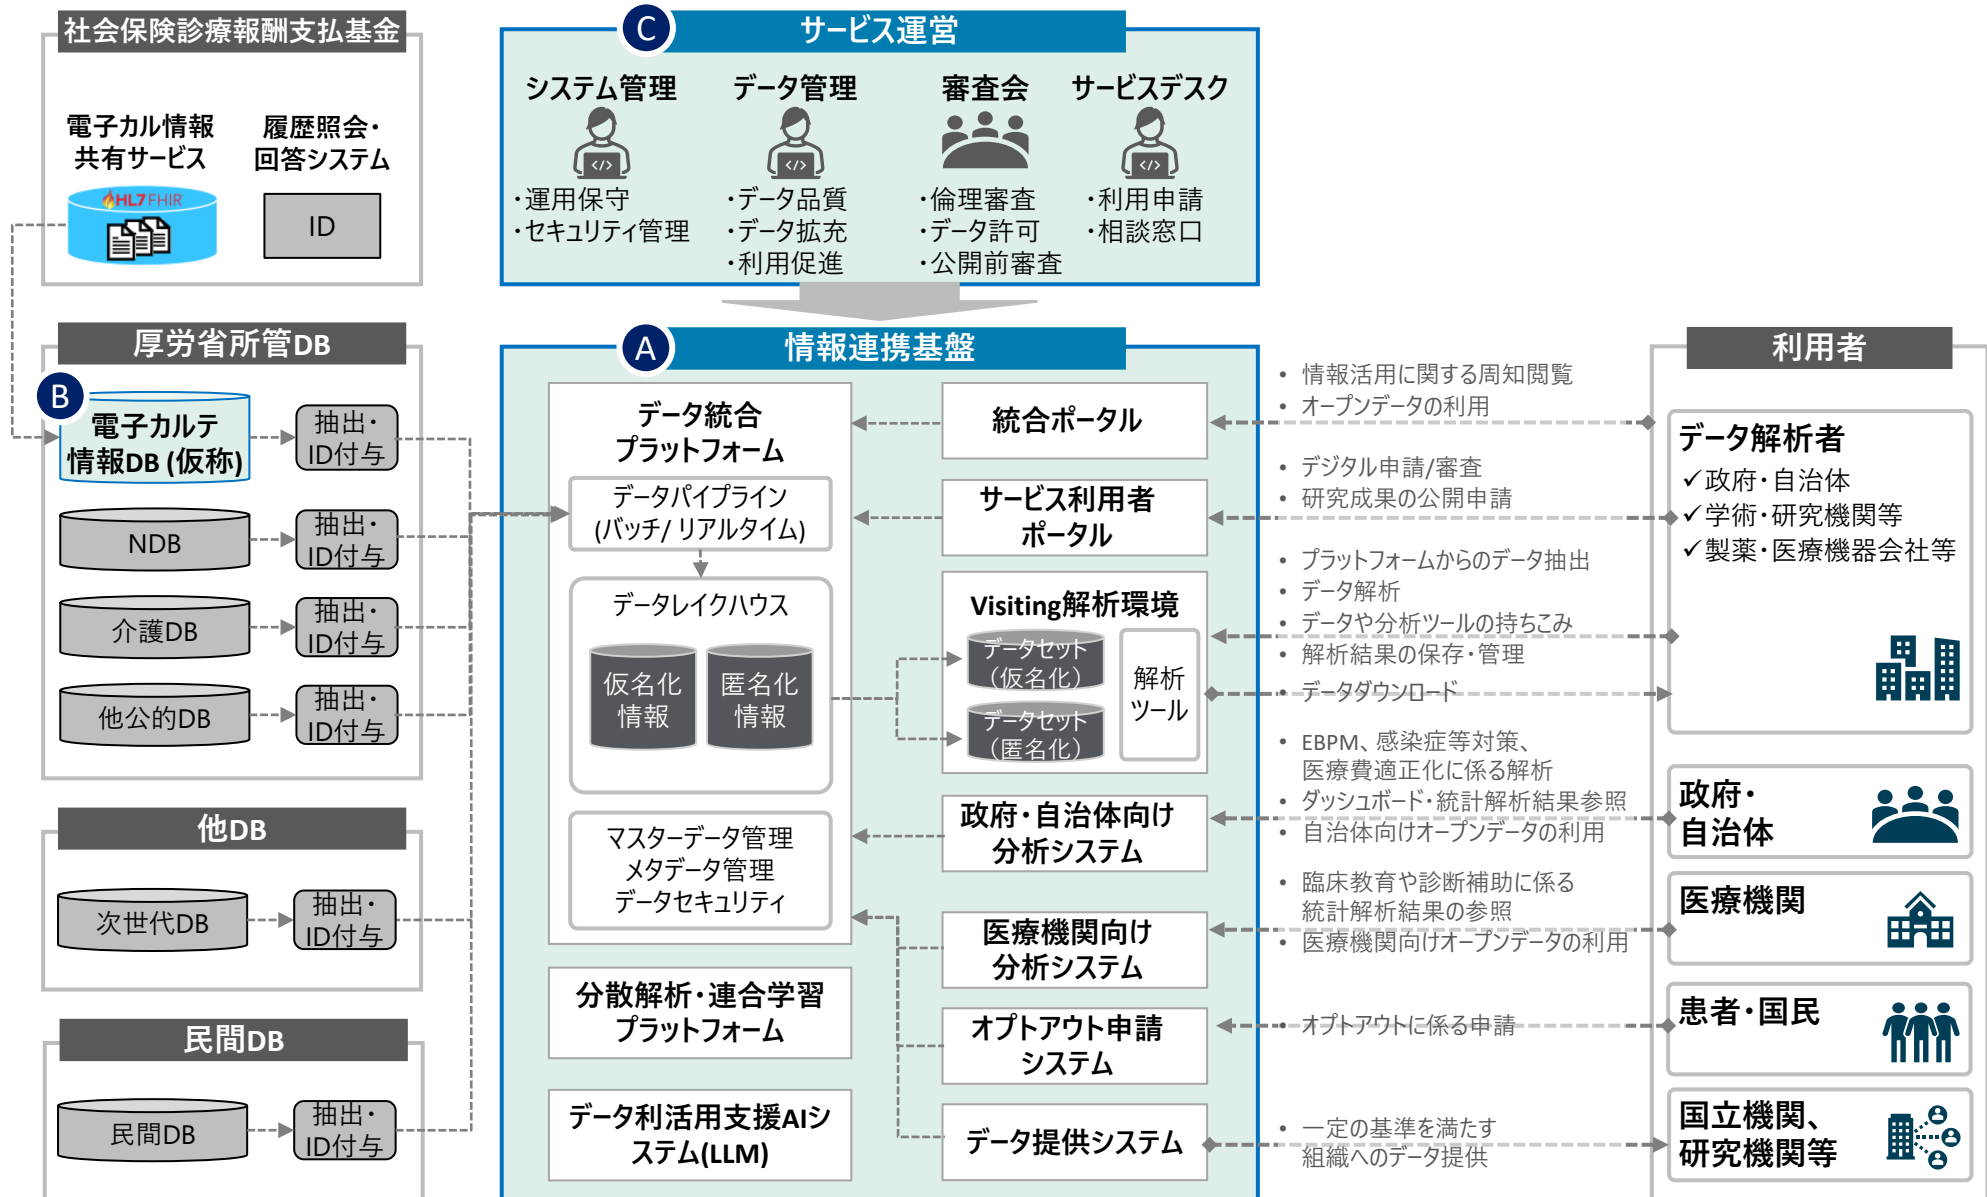 社会保険診療報酬支払基金
電子カル情報
共有サービス
履歴照会・
回答システム
HL7 FHIR
ID
C
サービス運営
システム管理
・運用保守
・セキュリティ管理
データ管理
・データ品質
・データ拡充
・利用促進
審査会
・倫理審査
・データ許可
・公開前審査
サービスデスク
・利用申請
・相談窓口
厚労省所管DB
B
電子カルテ
情報DB (仮称)
抽出・
ID付与
NDB
抽出・
ID付与
介護DB
抽出・
ID付与
他公的DB
抽出・
ID付与
他DB
次世代DB
抽出・
ID付与
民間DB
民間DB
抽出・
ID付与
A
情報連携基盤
データ統合
プラットフォーム
データパイプライン
(バッチ/ リアルタイム)
データレイクハウス
仮名化
情報
匿名化
情報
マスターデータ管理
メタデータ管理
データセキュリティ
分散解析・連合学習
プラットフォーム
データ利活用支援AIシ
ステム(LLM)
統合ポータル
サービス利用者
ポータル
Visiting解析環境
データセット
（仮名化）
データセット
（匿名化）
解析
ツール
政府・自治体向け
分析システム
医療機関向け
分析システム
オプトアウト申請
システム
データ提供システム
• 情報活用に関する周知閲覧
• オープンデータの利用
• デジタル申請/審査
• 研究成果の公開申請
• プラットフォームからのデータ抽出
• データ解析
• データや分析ツールの持ちこみ
• 解析結果の保存・管理
• データダウンロード
• EBPM、感染症等対策、
医療費適正化に係る解析
• ダッシュボード・統計解析結果参照
• 自治体向けオープンデータの利用
• 臨床教育や診断補助に係る
統計解析結果の参照
• 医療機関向けオープンデータの利用
• オプトアウトに係る申請
• 一定の基準を満たす
組織へのデータ提供
利用者
データ解析者
✓政府・自治体
✓学術・研究機関等
✓製薬・医療機器会社等
政府・
自治体
医療機関
患者・国民
国立機関、
研究機関等